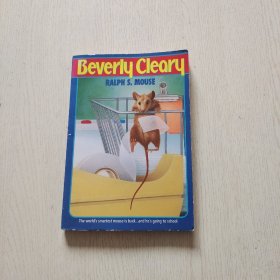 Beverly Cleary
RALPH S. MOUSE
The world's smartest mouse is back...and he's going to school.